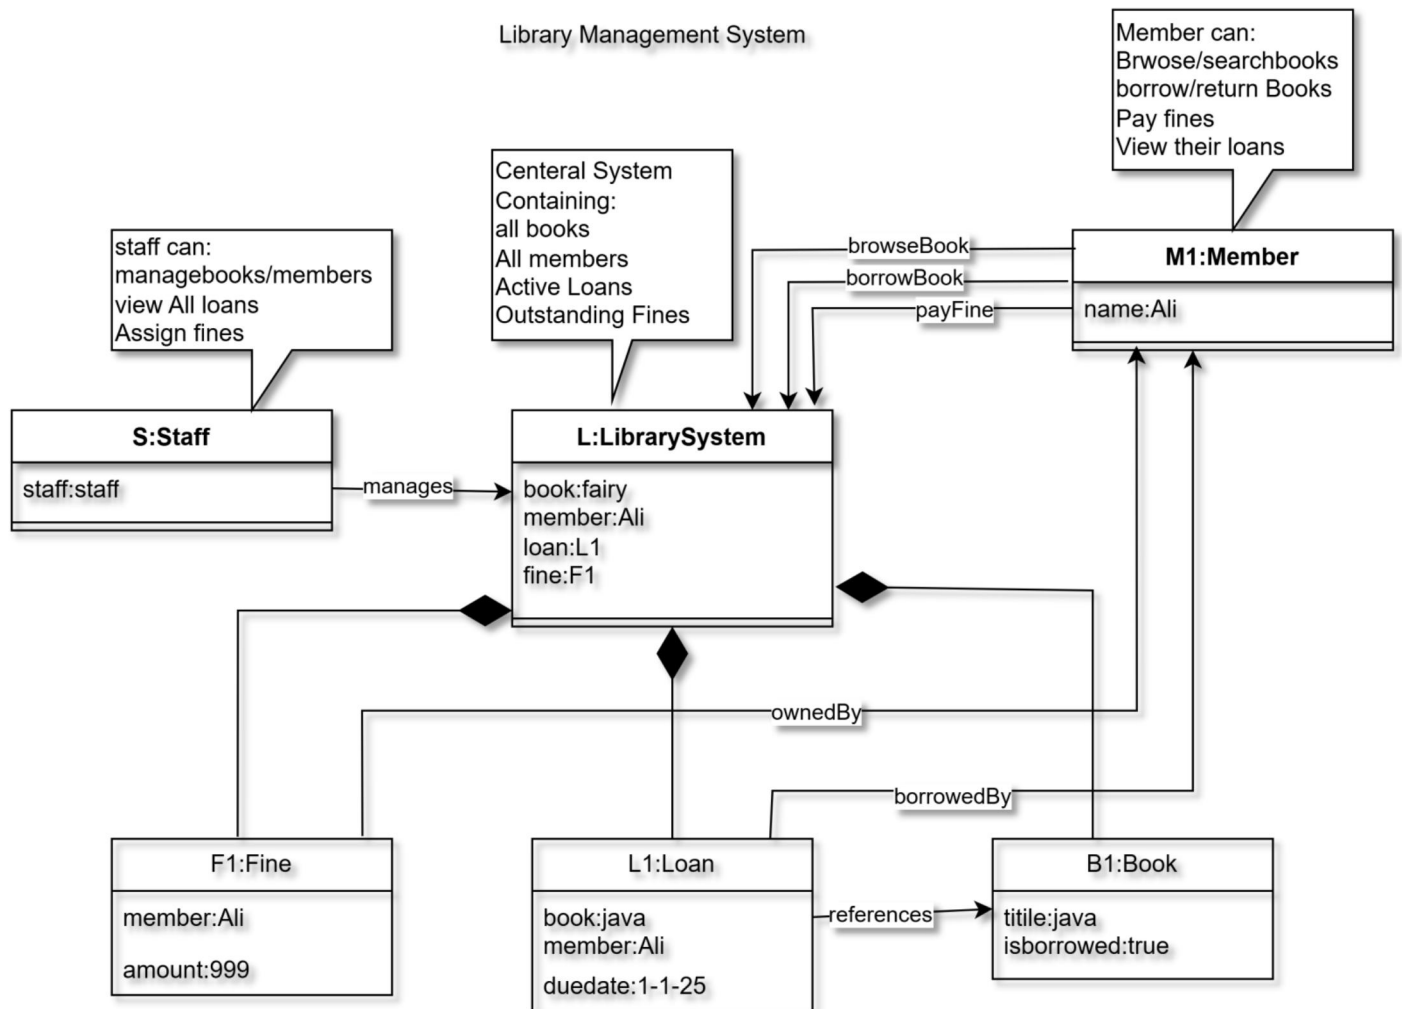 Library Management System
Member can:
Brwose/searchbooks
borrow/return Books
Pay fines
View their loans
Centeral System
Containing:
all books
All members
Active Loans
Outstanding Fines
staff can:
managebooks/members
view All loans
Assign fines
browseBook
borrowBook
payFine
M1:Member
name:Ali
S:Staff
staff:staff
manages
L:LibrarySystem
book:fairy
member:Ali
loan:L1
fine:F1
ownedBy
borrowedBy
F1:Fine
member:Ali
amount:999
L1:Loan
book:java
member:Ali
duedate:1-1-25
references
B1:Book
titile:java
isborrowed:true